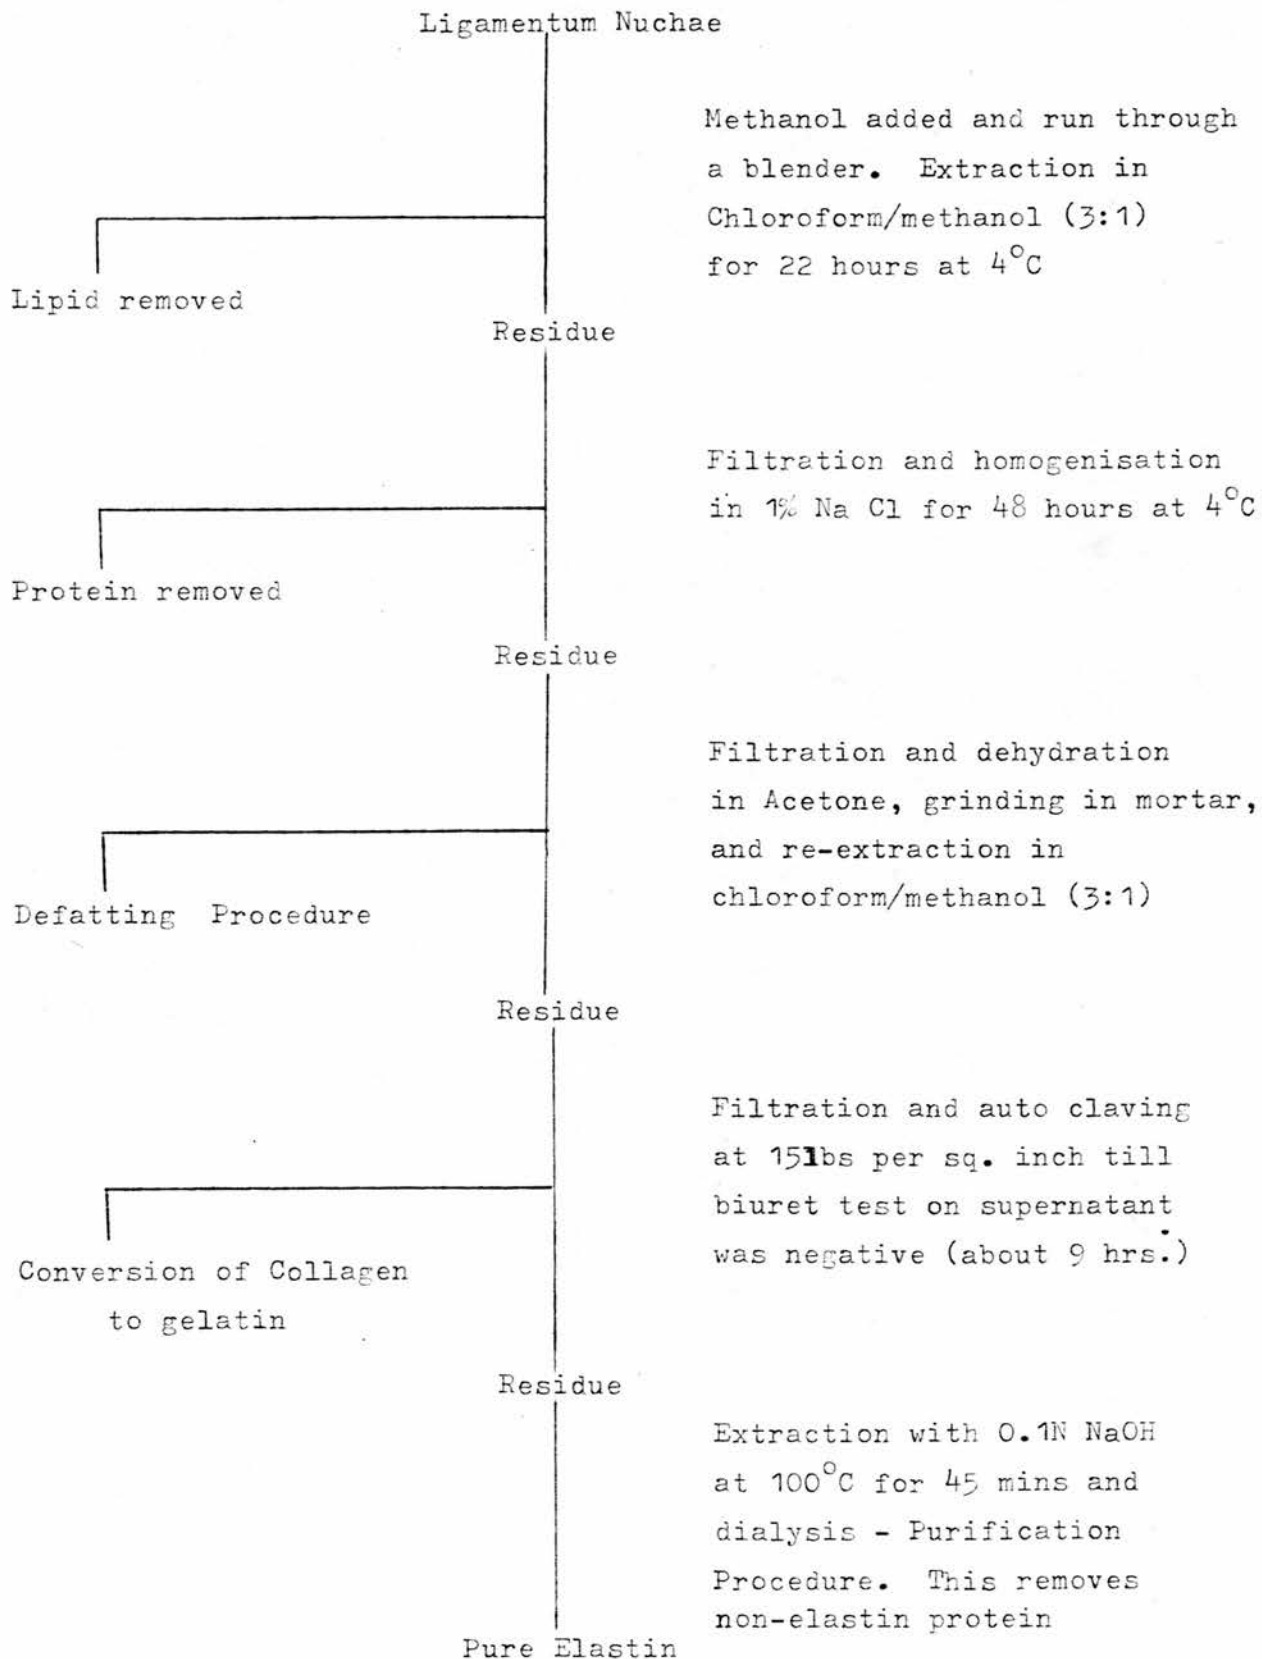 Ligamentum Nuchae
Methanol added and run through
a blender. Extraction in
Chloroform/methanol (3:1)
for 22 hours at 4°C
Lipid removed
Residue
Filtration and homogenisation
in 1% Na Cl for 48 hours at 4°C
Protein removed
Residue
Filtration and dehydration
in Acetone, grinding in mortar,
and re-extraction in
chloroform/methanol (3:1)
Defatting Procedure
Residue
Filtration and auto claving
at 15lbs per sq. inch till
biuret test on supernatant
was negative (about 9 hrs.)
Conversion of Collagen
to gelatin
Residue
Extraction with 0.1N NaOH
at 100°C for 45 mins and
dialysis - Purification
Procedure. This removes
non-elastin protein
Pure Elastin